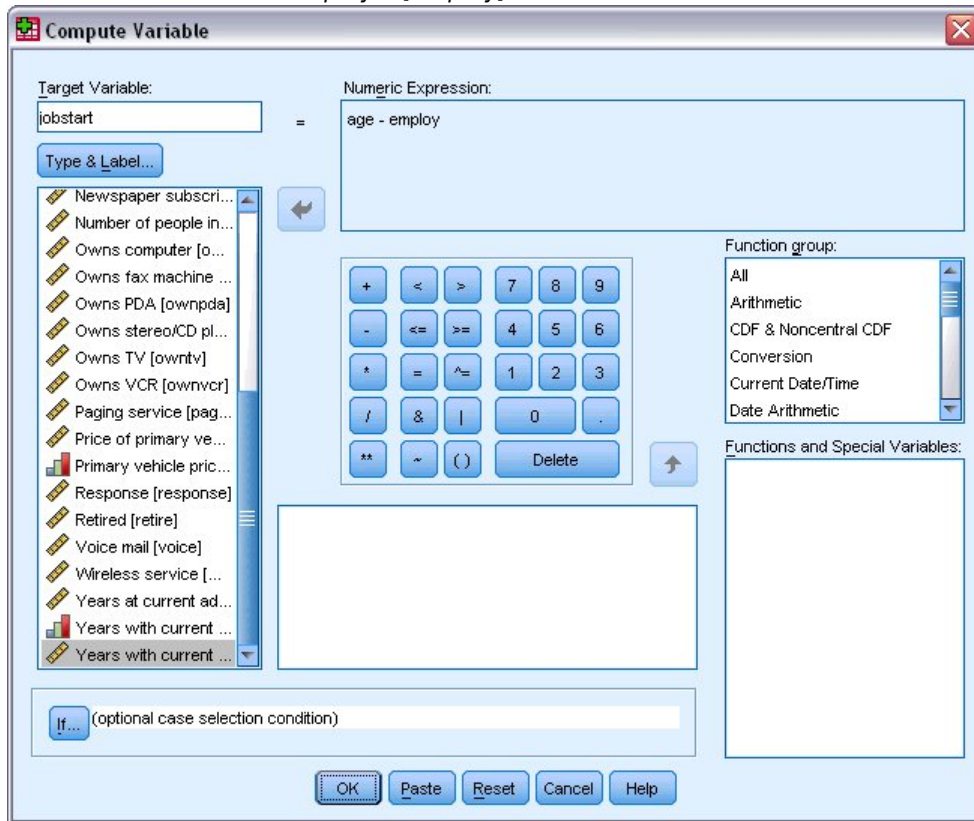 Compute Variable
Target Variable:
jobstart
=
Numeric Expression:
age - employ
Type & Label...
Newspaper subscri...
Number of people in...
Owns computer [o...
Owns fax machine ...
Owns PDA [ownpda]
Owns stereo/CD pl...
Owns TV [owntv]
Owns VCR [ownvcr]
Paging service [pag...
Price of primary ve...
Primary vehicle pric...
Response [response]
Retired [retire]
Voice mail [voice]
Wireless service [...
Years at current ad...
Years with current ...
Years with current ...
+ < > 7 8 9
- <= >= 4 5 6
* = ^= 1 2 3
/ & | 0 .
** ~ ( ) Delete
Function group:
All
Arithmetic
CDF & Noncentral CDF
Conversion
Current Date/Time
Date Arithmetic
Functions and Special Variables:
If... (optional case selection condition)
OK Paste Reset Cancel Help